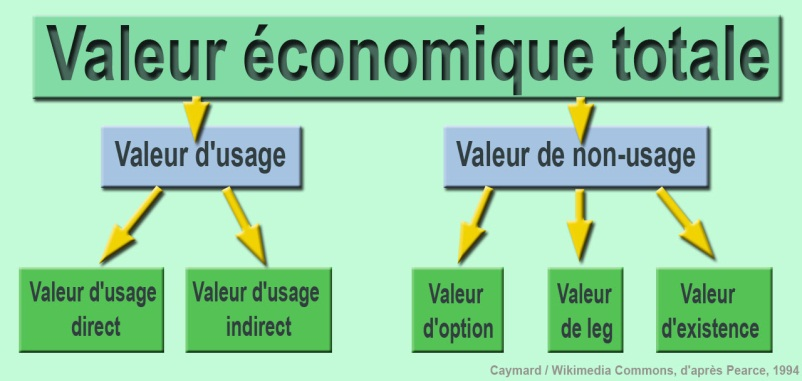 Valeur économique totale
Valeur d'usage
Valeur de non-usage
Valeur d'usage
direct
Valeur d'usage
indirect
Valeur
d'option
Valeur
de leg
Valeur
d'existence
Caymard / Wikimedia Commons, d'après Pearce, 1994